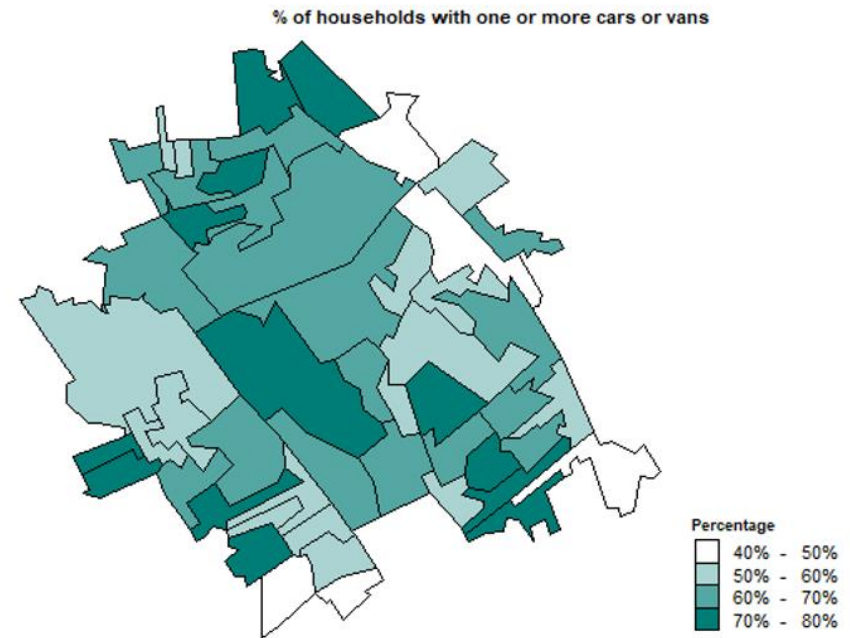 % of households with one or more cars or vans
Percentage
40% - 50%
50% - 60%
60% - 70%
70% - 80%